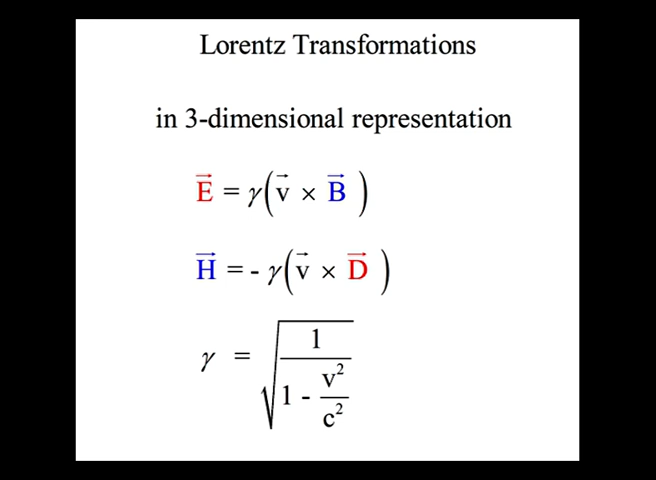 Lorentz Transformations
in 3-dimensional representation
E⃗ = γ(v⃗ × B⃗ )
H⃗ = - γ(v⃗ × D⃗ )
γ = √(1 / (1 - v²/c²))